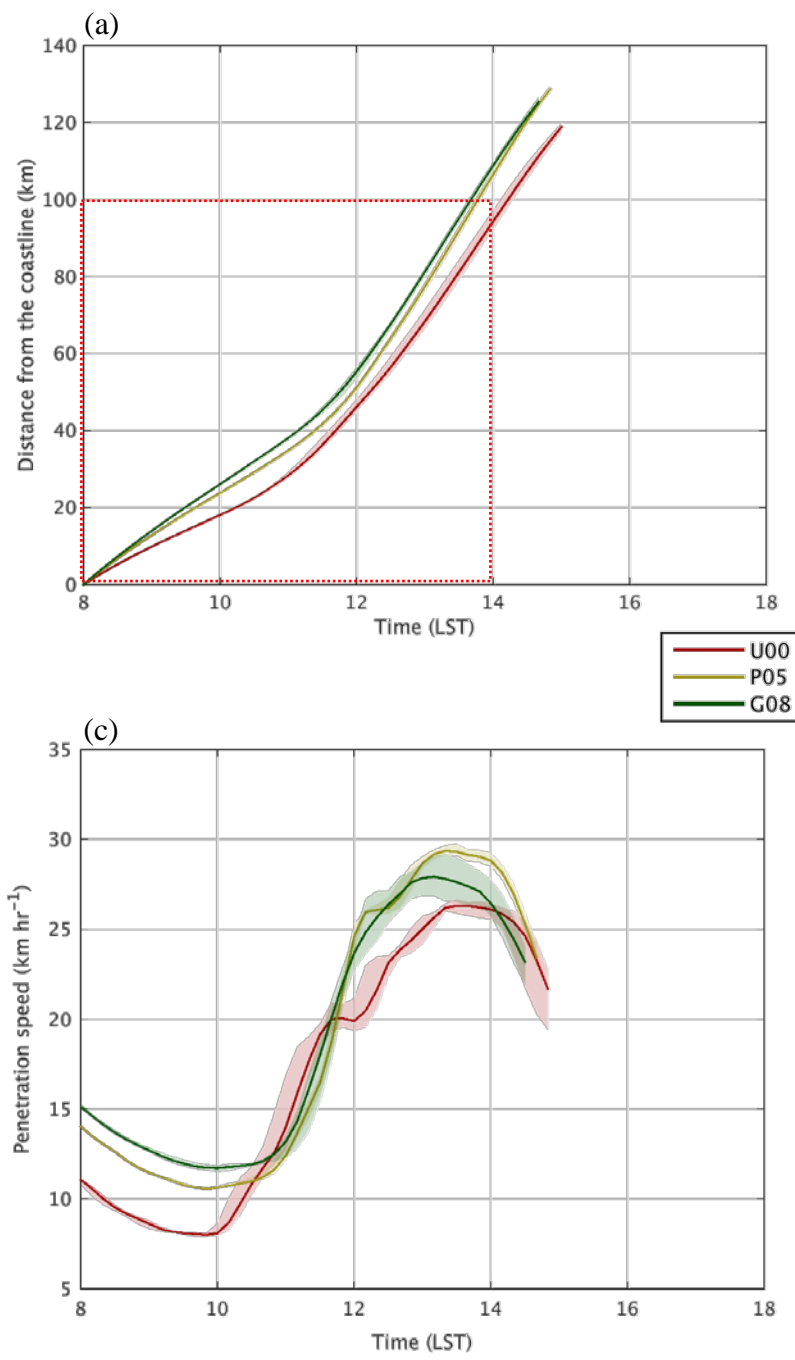 (a)
140
120
100
80
60
40
20
0
Distance from the coastline (km)
8 10 12 14 16 18
Time (LST)
U00
P05
G08
(c)
35
30
25
20
15
10
5
Penetration speed (km hr⁻¹)
8 10 12 14 16 18
Time (LST)